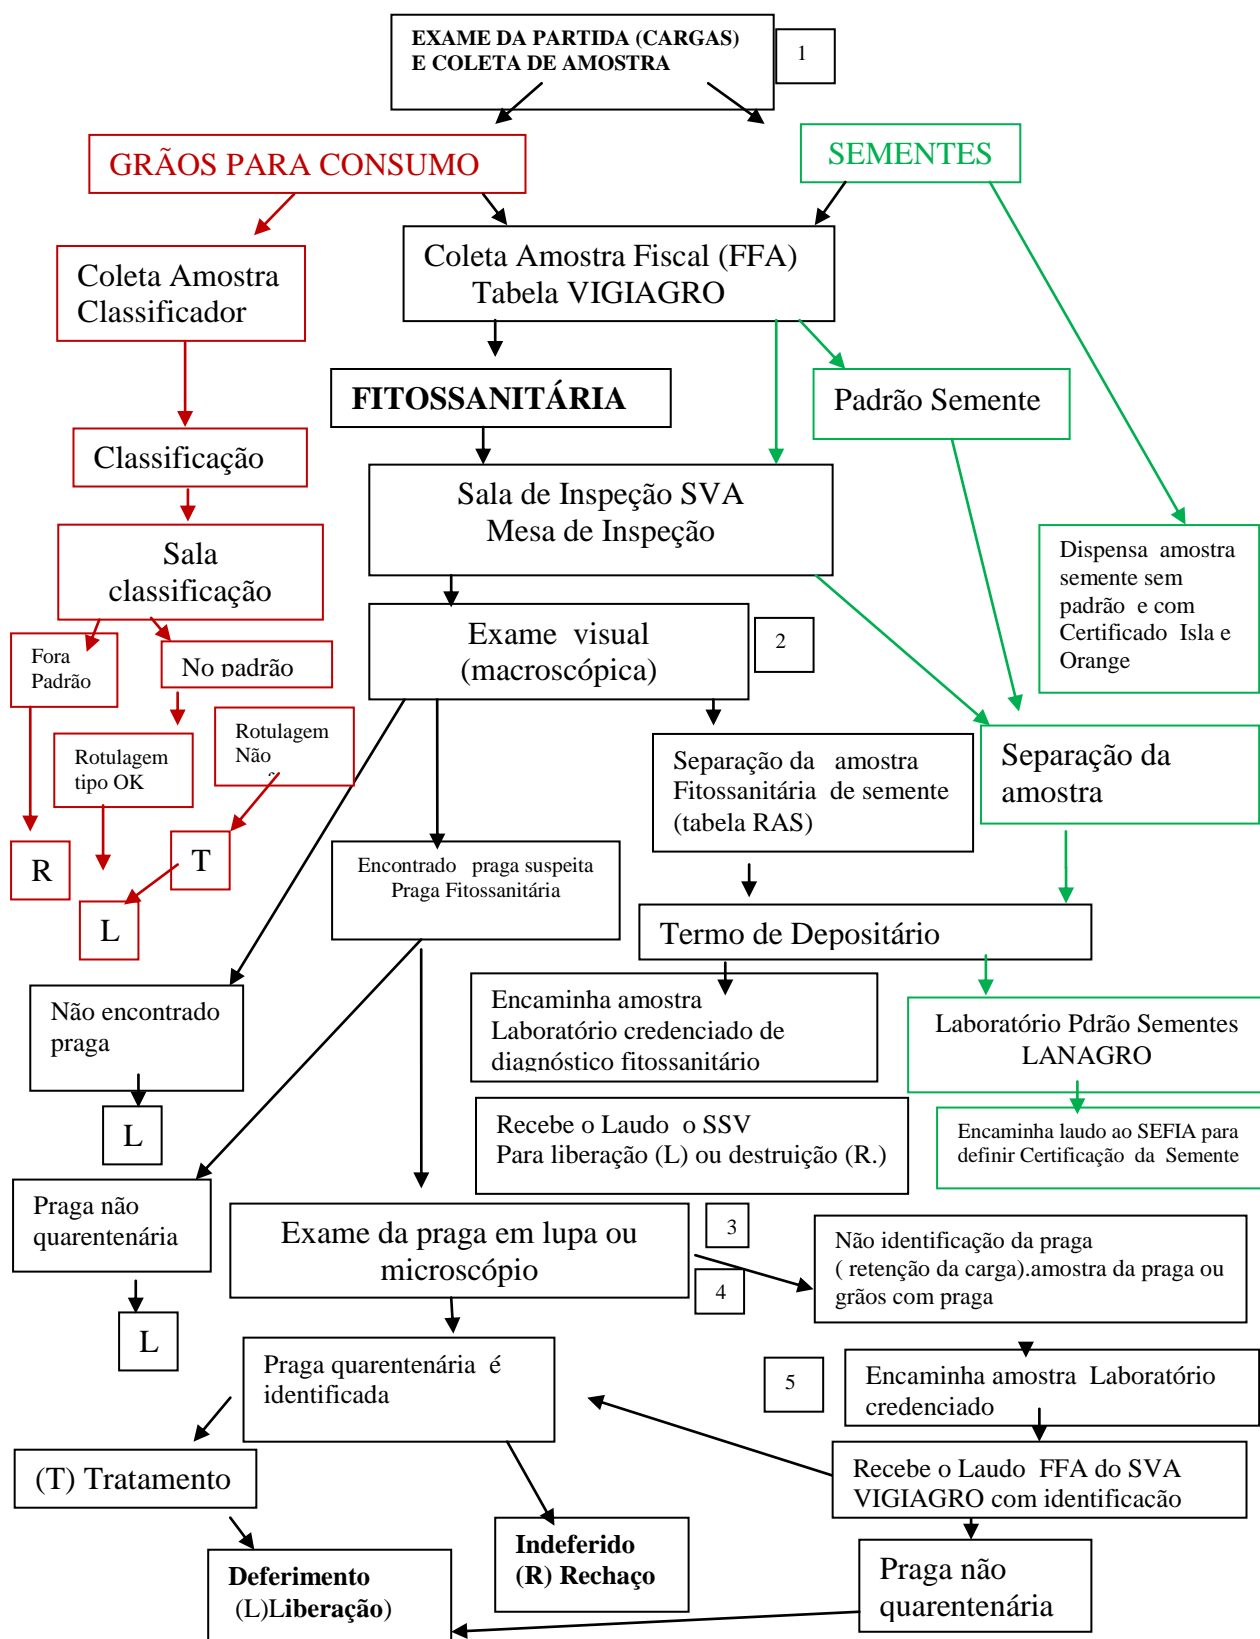 EXAME DA PARTIDA (CARGAS)
E COLETA DE AMOSTRA
1
GRÃOS PARA CONSUMO
SEMENTES
Coleta Amostra
Classificador
Coleta Amostra Fiscal (FFA)
Tabela VIGIAGRO
FITOSSANITÁRIA
Padrão Semente
Classificação
Sala de Inspeção SVA
Mesa de Inspeção
Sala
classificação
Dispensa amostra
semente sem
padrão e com
Certificado Isla e
Orange
Fora
Padrão
No padrão
Exame visual
(macroscópica)
2
Rotulagem
tipo OK
Rotulagem
Não
Separação da amostra
Fitossanitária de semente
(tabela RAS)
Separação da
amostra
R
T
L
Encontrado praga suspeita
Praga Fitossanitária
Termo de Depositário
Não encontrado
praga
Encaminha amostra
Laboratório credenciado de
diagnóstico fitossanitário
Laboratório Pdrão Sementes
LANAGRO
L
Recebe o Laudo o SSV
Para liberação (L) ou destruição (R.)
Encaminha laudo ao SEFIA para
definir Certificação da Semente
Praga não
quarentenária
Exame da praga em lupa ou
microscópio
3
4
Não identificação da praga
( retenção da carga).amostra da praga ou
grãos com praga
L
Praga quarentenária é
identificada
5
Encaminha amostra Laboratório
credenciado
(T) Tratamento
Recebe o Laudo FFA do SVA
VIGIAGRO com identificação
Deferimento
(L)Liberação)
Indeferido
(R) Rechaço
Praga não
quarentenária